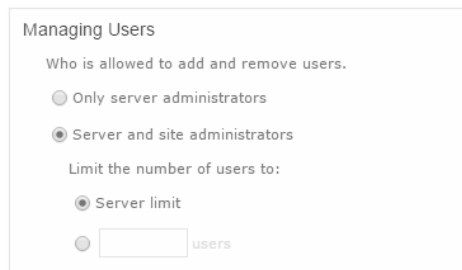 Managing Users
Who is allowed to add and remove users.
Only server administrators
Server and site administrators
Limit the number of users to:
Server limit
users